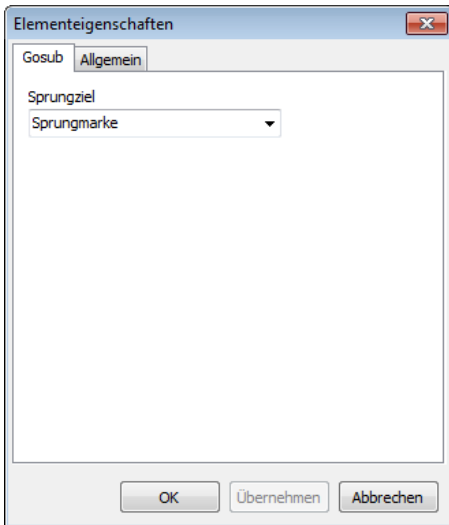 Elementeigenschaften
Gosub Allgemein
Sprungziel
Sprungmarke
OK Übernehmen Abbrechen